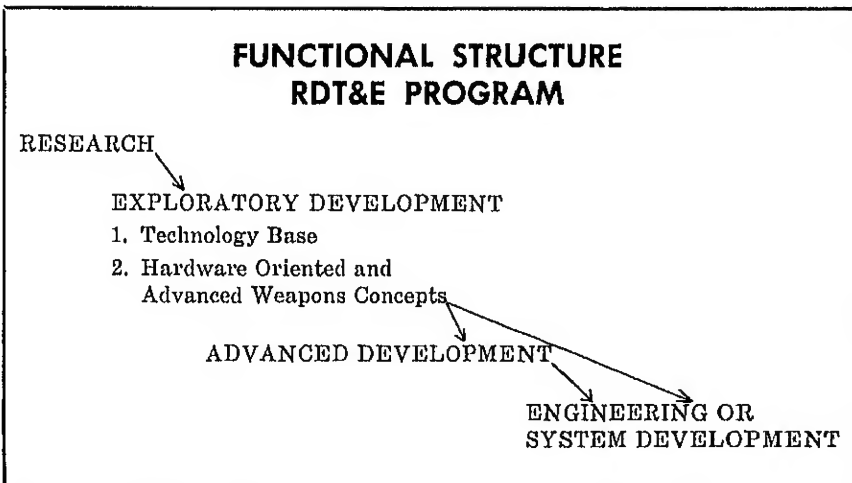 FUNCTIONAL STRUCTURE
RDT&E PROGRAM
RESEARCH
EXPLORATORY DEVELOPMENT
1. Technology Base
2. Hardware Oriented and
Advanced Weapons Concepts
ADVANCED DEVELOPMENT
ENGINEERING OR
SYSTEM DEVELOPMENT